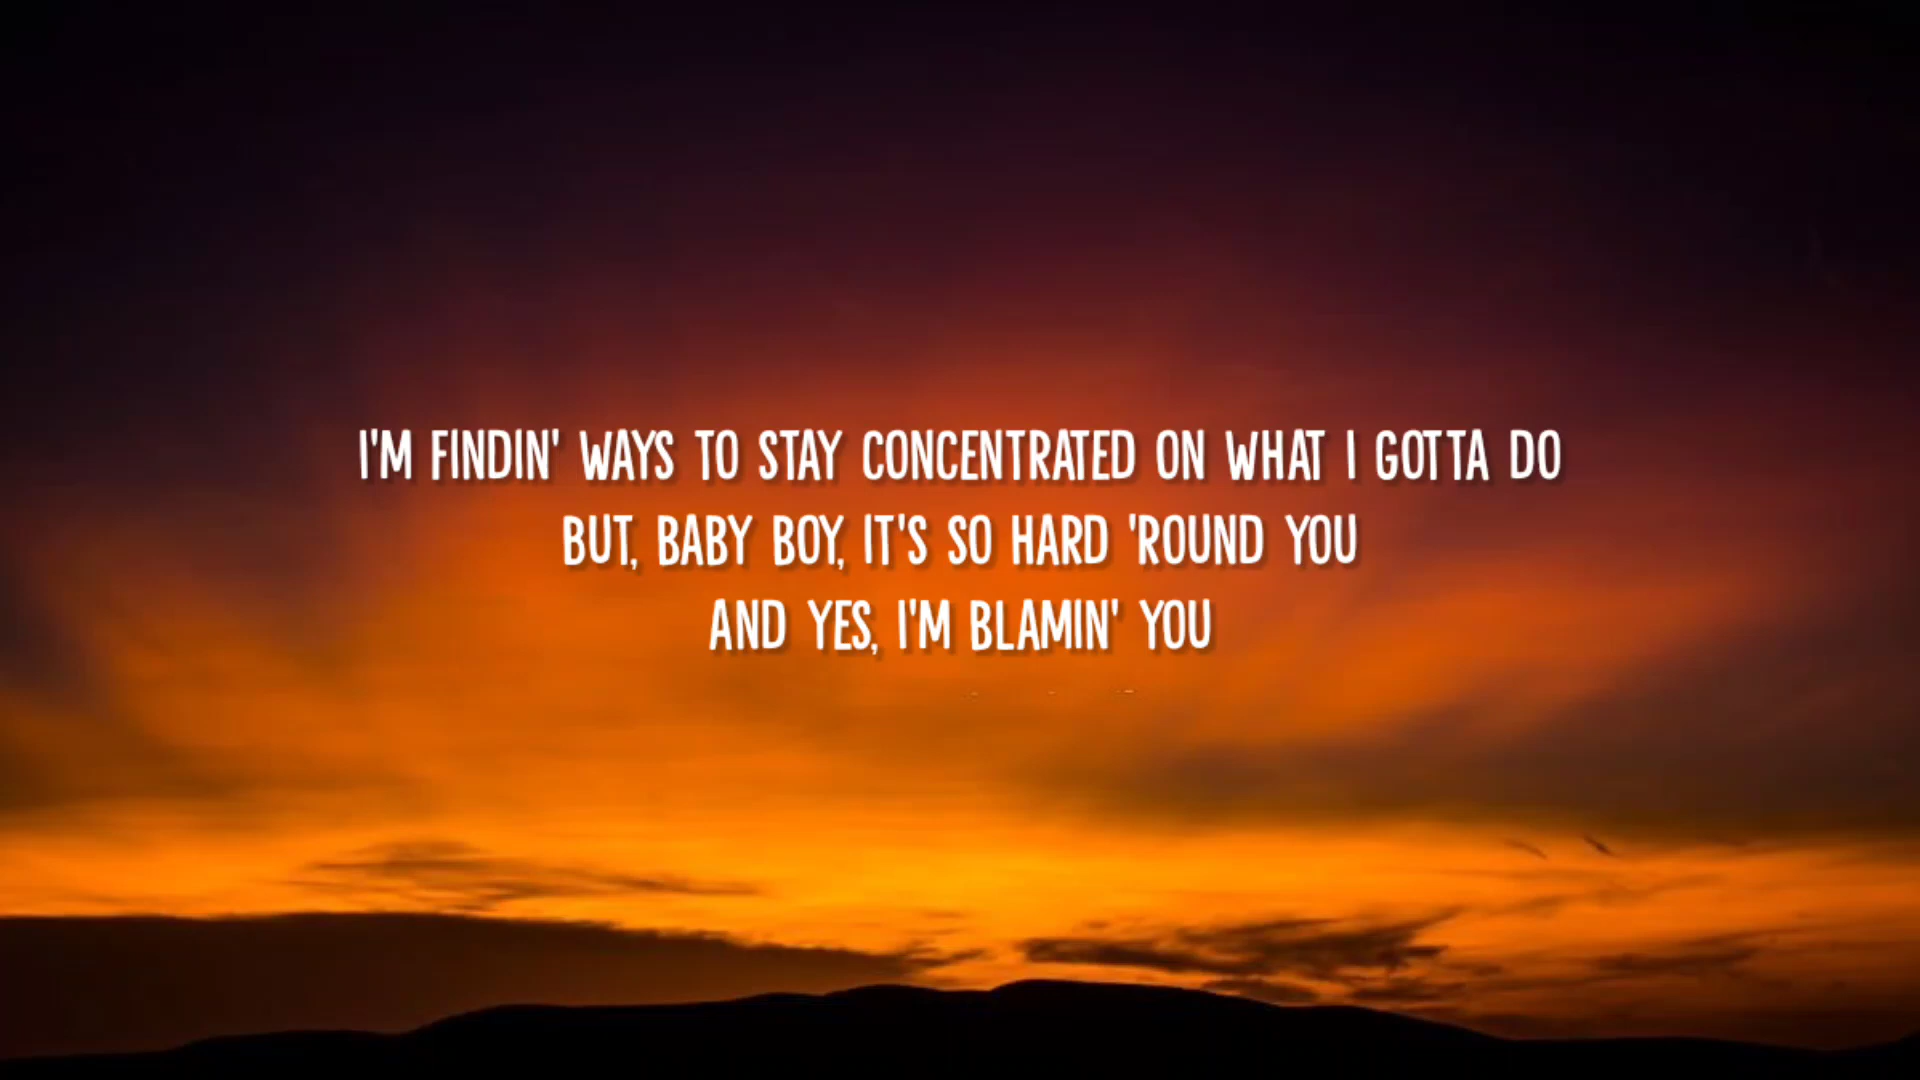 I'M FINDIN' WAYS TO STAY CONCENTRATED ON WHAT I GOTTA DO
BUT, BABY BOY, IT'S SO HARD 'ROUND YOU
AND YES, I'M BLAMIN' YOU